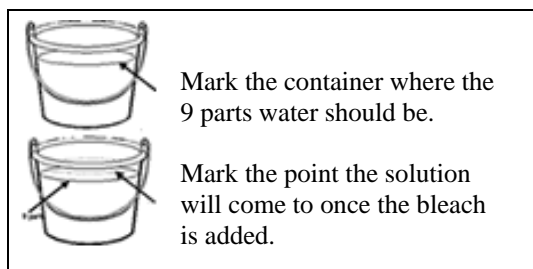 Mark the container where the
9 parts water should be.
Mark the point the solution
will come to once the bleach
is added.